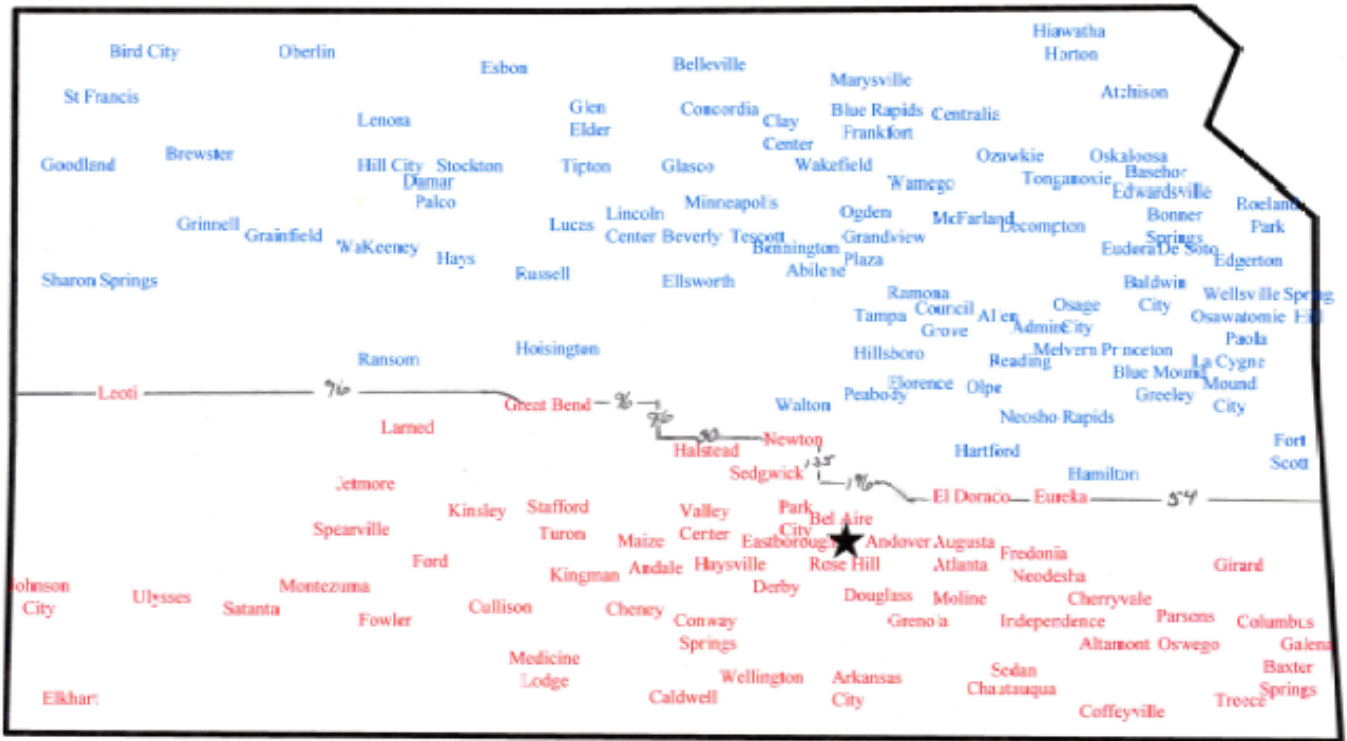 Hiawatha
Horton
Bird City
Oberlin
Esbon
Belleville
Marysville
St Francis
Atchison
Glen
Elder
Concordia
Blue Rapids
Centralia
Lenora
Clay
Center
Frankfort
Goodland
Brewster
Hill City
Stockton
Tipton
Glasco
Wakefield
Ozawkie
Oskaloosa
Damar
Palco
Wamego
Tonganoxie
Basehor
Edwardsville
Minneapolis
Roeland
Park
Grinnell
Grainfield
Lucas
Lincoln
Center
Beverly
Tescott
Ogden
Grandview
Plaza
McFarland
Lecompton
Bonner
Springs
WaKeeney
Hays
Bennington
Abilene
Eudora
De Soto
Edgerton
Sharon Springs
Russell
Ellsworth
Baldwin
City
Ramona
Wellsville
Spring
Hill
Tampa
Council
Grove
Allen
Admire
Osage
City
Osawatomie
Paola
Ransom
Hoisington
Hillsboro
Reading
Melvern
Princeton
La Cygne
Blue Mound
Mound
City
Leoti
96
Great Bend
96
96
Walton
Peabody
Florence
Olpe
Greeley
Neosho Rapids
Larned
50
Newton
Halstead
Hartford
Fort
Scott
Sedgwick
135
Hamilton
Jetmore
196
El Dorado
Eureka
54
Kinsley
Stafford
Valley
Center
Park
City
Bel Aire
Spearville
Turon
Maize
Eastborough
Andover
Augusta
Fredonia
Ford
Andale
Haysville
Rose Hill
Atlanta
Girard
Johnson
City
Ulysses
Montezuma
Kingman
Derby
Neodesha
Satanta
Cullison
Cheney
Douglass
Moline
Cherryvale
Fowler
Conway
Springs
Grenola
Independence
Parsons
Columbus
Altamont
Oswego
Galena
Medicine
Lodge
Wellington
Arkansas
City
Sedan
Baxter
Springs
Elkhart
Caldwell
Chautauqua
Treece
Coffeyville